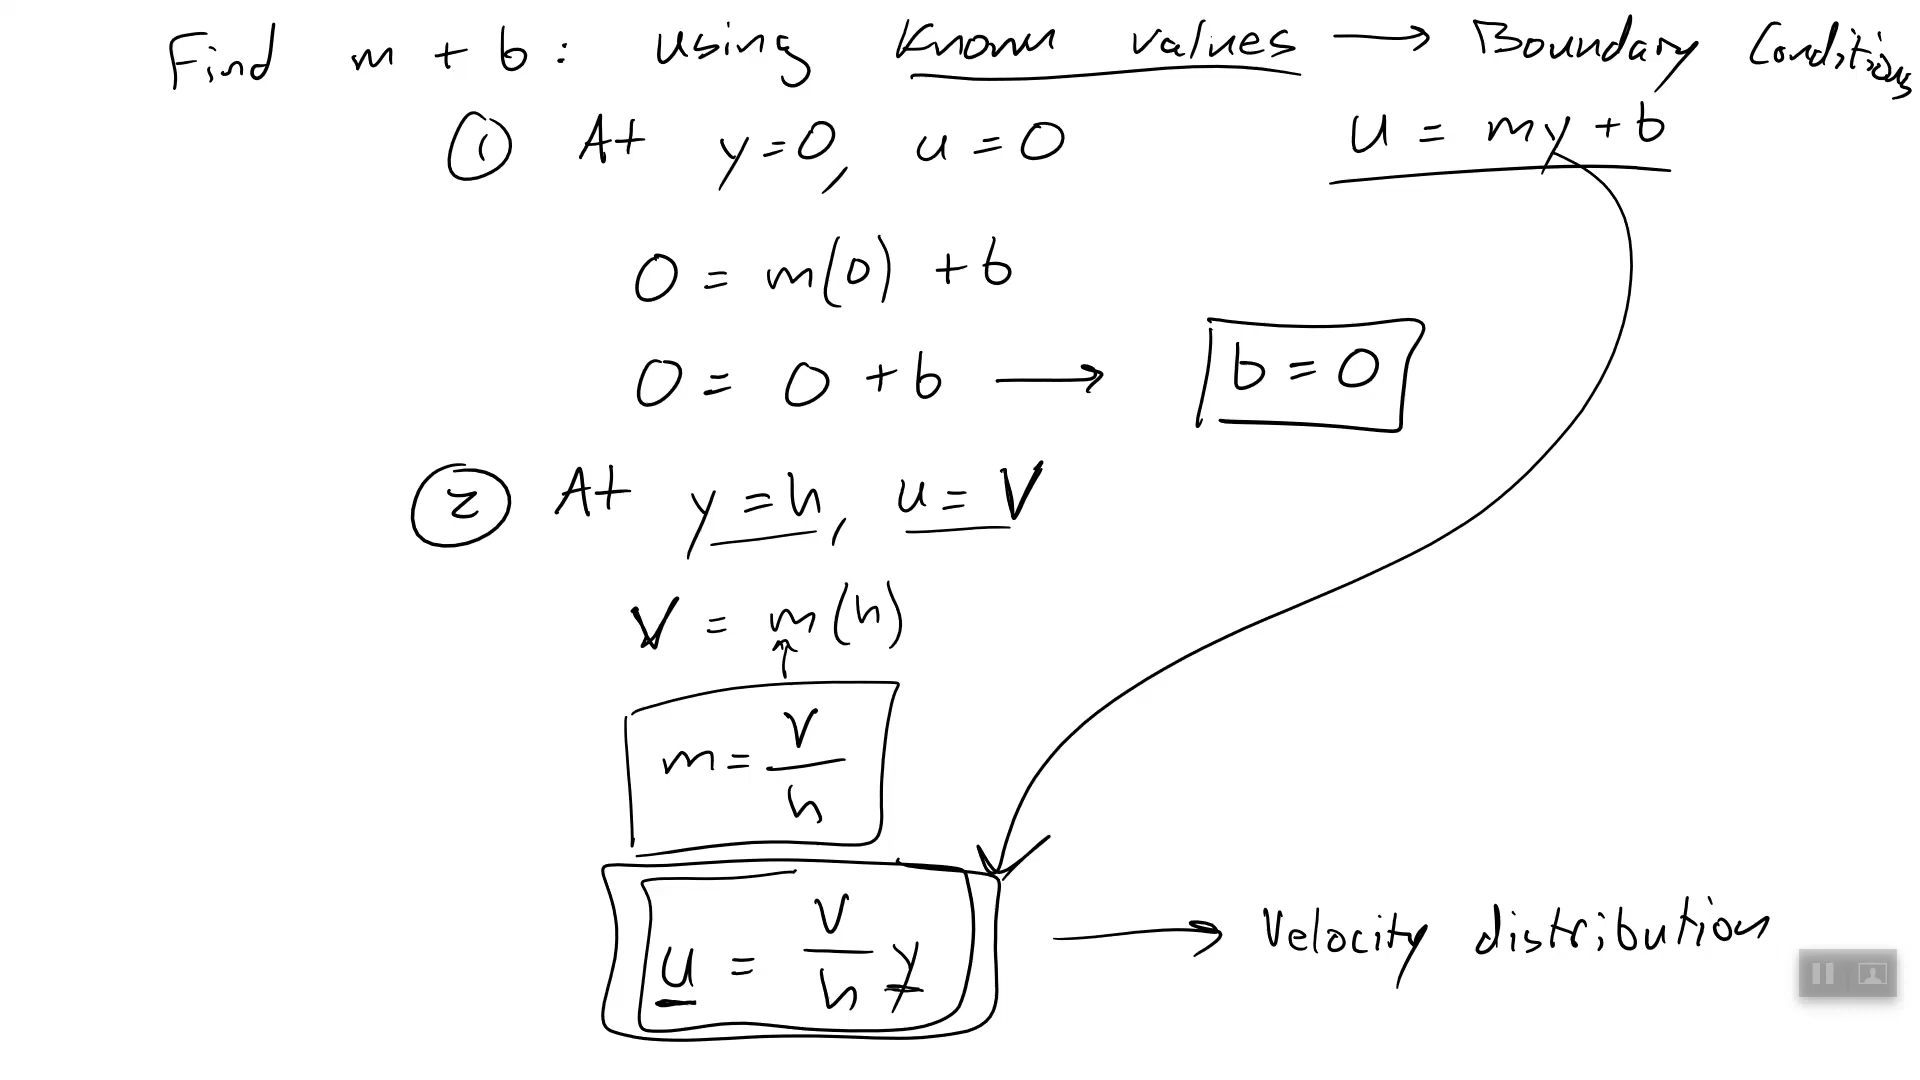 Find m + b: using Known values → Boundary Conditions
① At y=0, u=0
u = my + b
0 = m(0) + b
0 = 0 + b → b = 0
② At y=h, u=V
V = m(h)
m = V/h
u = V/h y → Velocity distribution